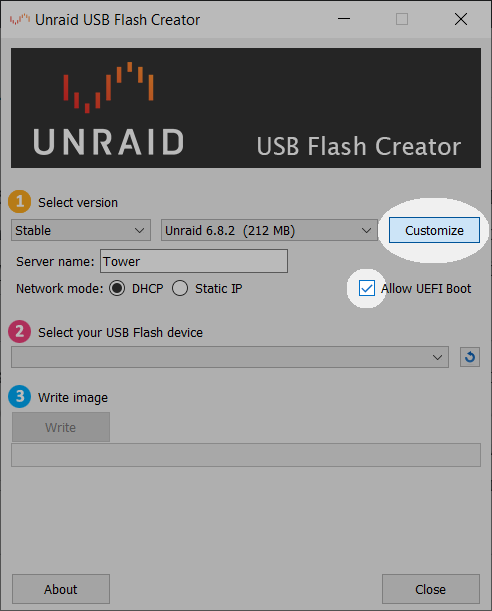 Unraid USB Flash Creator
UNRAID
USB Flash Creator
1 Select version
Stable Unraid 6.8.2 (212 MB) Customize
Server name: Tower
Network mode: DHCP Static IP Allow UEFI Boot
2 Select your USB Flash device
3 Write image
Write
About Close